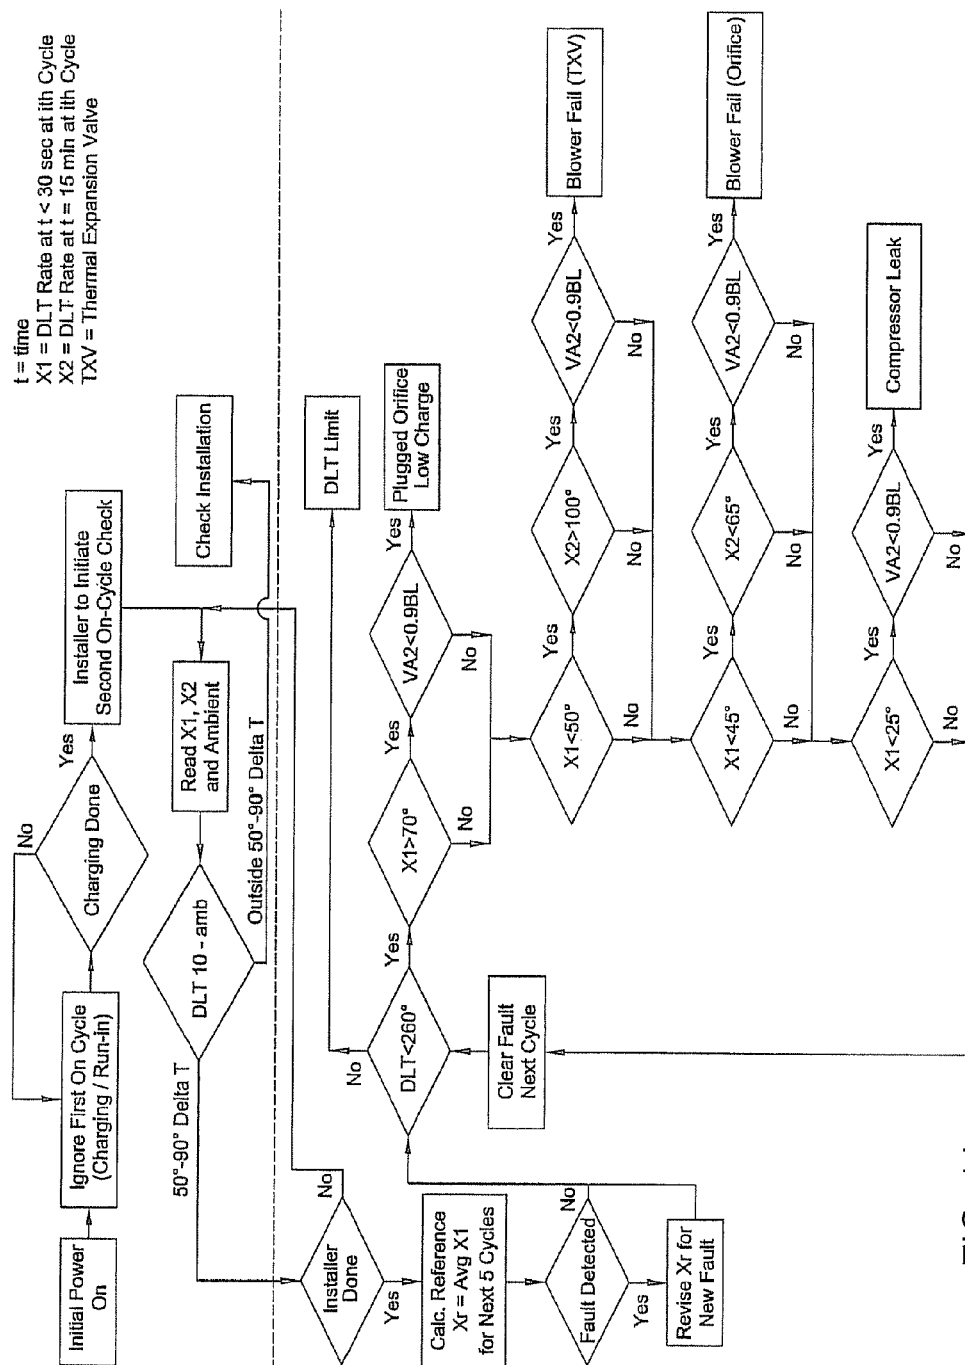 t = time
X1 = DLT Rate at t < 30 sec at ith Cycle
X2 = DLT Rate at t = 15 min at ith Cycle
TXV = Thermal Expansion Valve
Initial Power
On
Ignore First On Cycle
(Charging / Run-in)
No
Charging Done
Yes
Installer to Initiate
Second On-Cycle Check
Read X1, X2
and Ambient
DLT 10 - amb
50°-90° Delta T
Outside 50°-90° Delta T
Check Installation
Installer
Done
No
Yes
Calc. Reference
Xr = Avg X1
for Next 5 Cycles
Fault Detected
No
Yes
Revise Xr for
New Fault
Clear Fault
Next Cycle
DLT<260°
No
DLT Limit
Yes
X1>70°
No
Yes
VA2<0.9BL
No
Yes
Plugged Orifice
Low Charge
X1<50°
No
Yes
X2>100°
No
Yes
VA2<0.9BL
No
Yes
Blower Fail (TXV)
X1<45°
No
Yes
X2<65°
No
Yes
VA2<0.9BL
No
Yes
Blower Fail (Orifice)
X1<25°
No
Yes
VA2<0.9BL
No
Yes
Compressor Leak